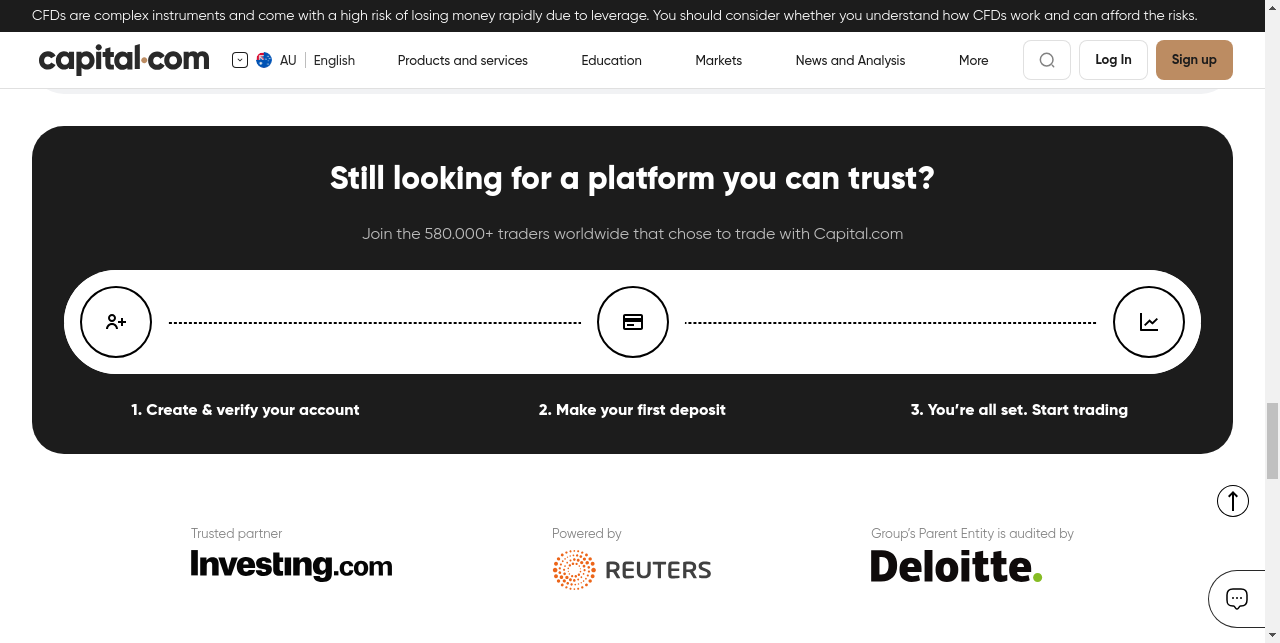 CFDs are complex instruments and come with a high risk of losing money rapidly due to leverage. You should consider whether you understand how CFDs work and can afford the risks.
capital.com AU English Products and services Education Markets News and Analysis More Log In Sign up
Still looking for a platform you can trust?
Join the 580.000+ traders worldwide that chose to trade with Capital.com
1. Create & verify your account 2. Make your first deposit 3. You’re all set. Start trading
Trusted partner Powered by Group’s Parent Entity is audited by
Investing.com REUTERS Deloitte.